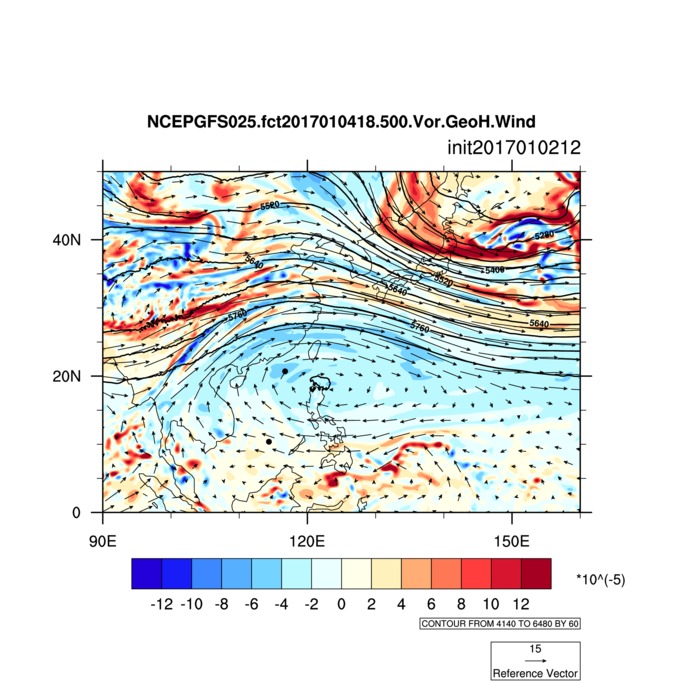 NCEPGFS025.fct2017010418.500.Vor.GeoH.Wind
init2017010212
5520
5280
40N
5640
5400
5520
5640
5760
5640
5760
20N
0
90E 120E 150E
-12 -10 -8 -6 -4 -2 0 2 4 6 8 10 12
*10^(-5)
CONTOUR FROM 4140 TO 6480 BY 60
15
Reference Vector